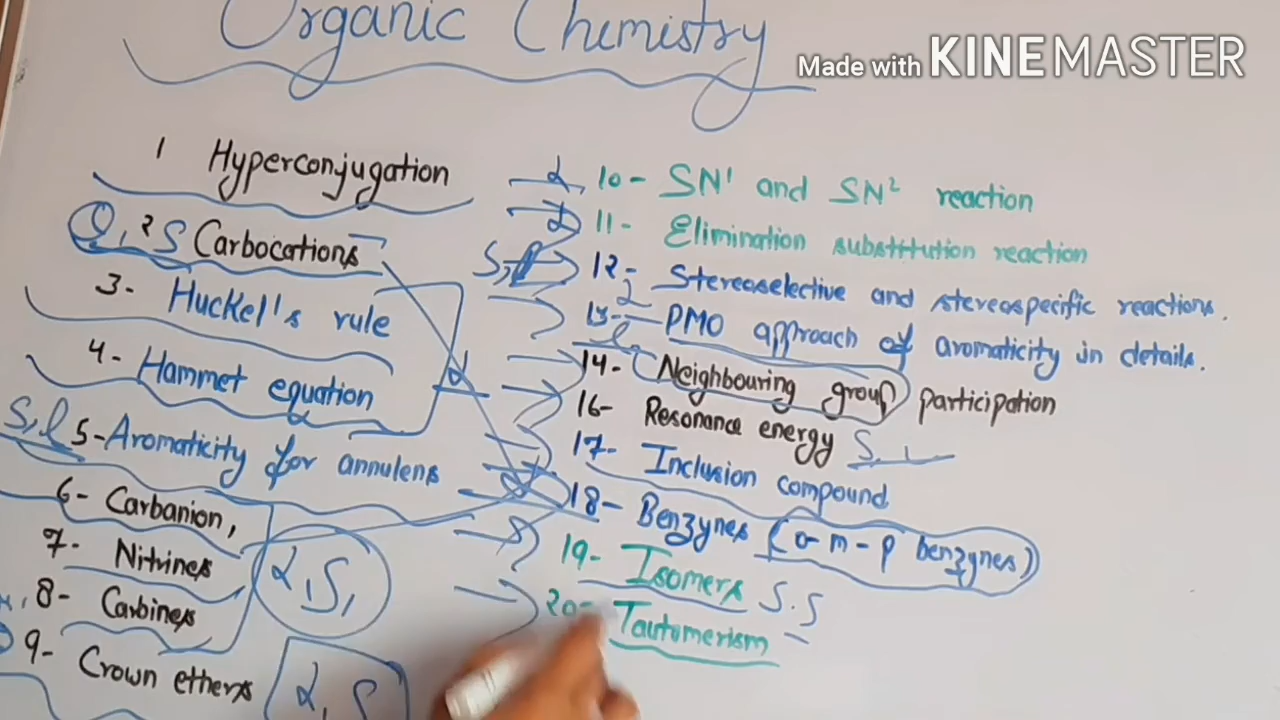 Organic Chemistry
Made with KINEMASTER
1 Hyperconjugation
2 Carbocations
3- Huckel's rule
4- Hammet equation
S, l 5- Aromaticity for annulens
6- Carbanion,
7- Nitrines
8- Carbines
9- Crown ethers
L, S,
L, S
10- SN1 and SN2 reaction
11- Elimination substitution reaction
12- Stereoselective and stereospecific reactions.
13- PMO approach of aromaticity in details.
14- Neighbouring group participation
16- Resonance energy S, L
17- Inclusion compound
18- Benzynes (o-m-p benzynes)
19- Isomers S.S
20- Tautomerism